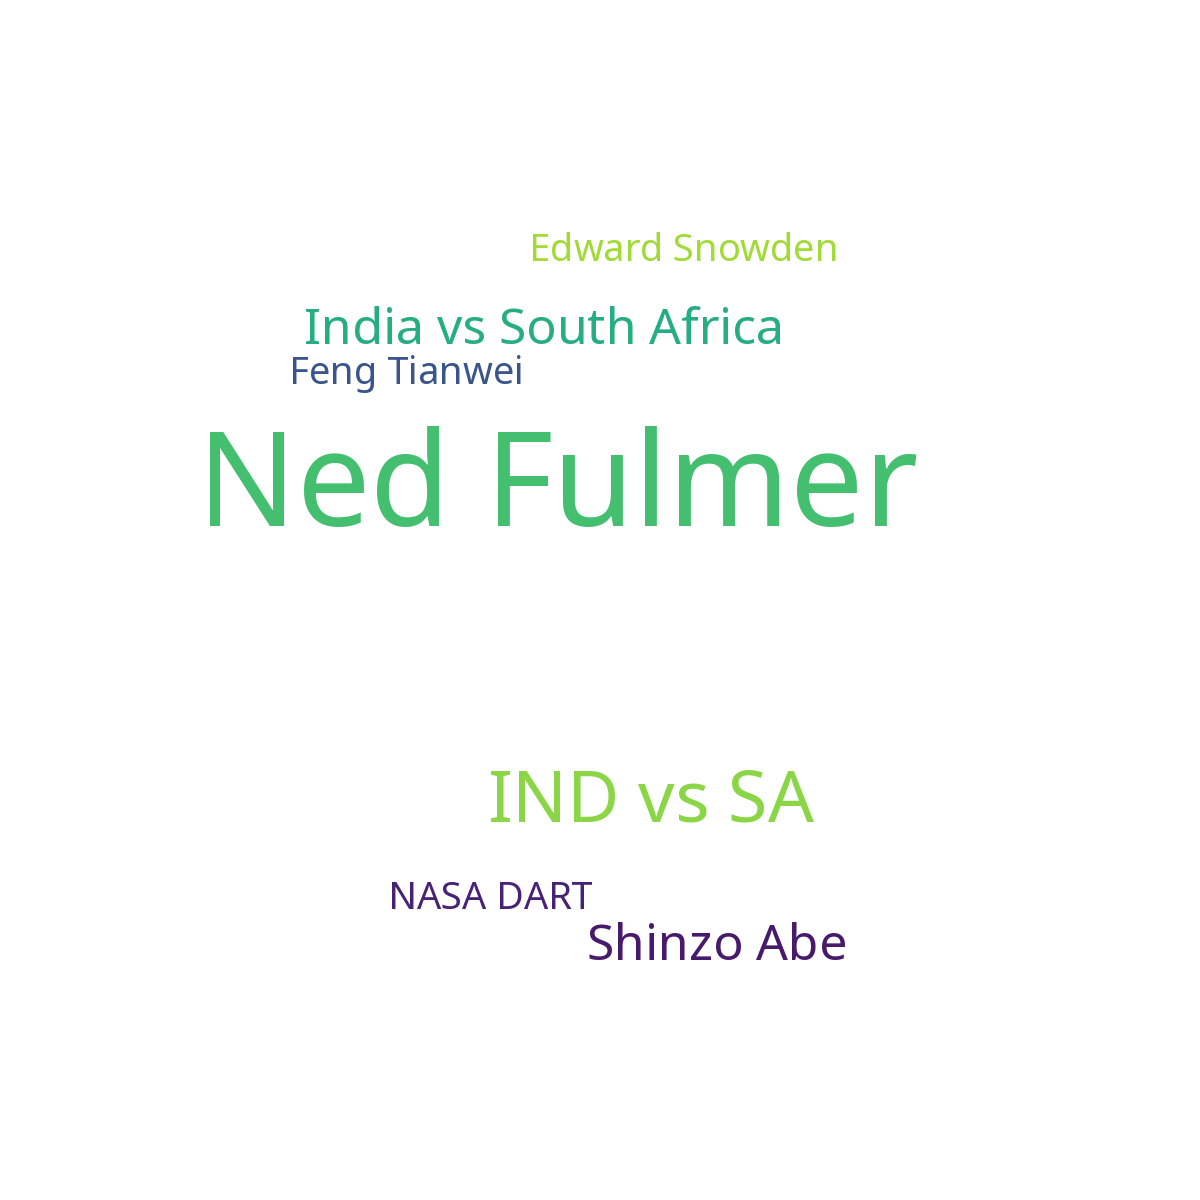 Edward Snowden
India vs South Africa
Feng Tianwei
Ned Fulmer
IND vs SA
NASA DART
Shinzo Abe